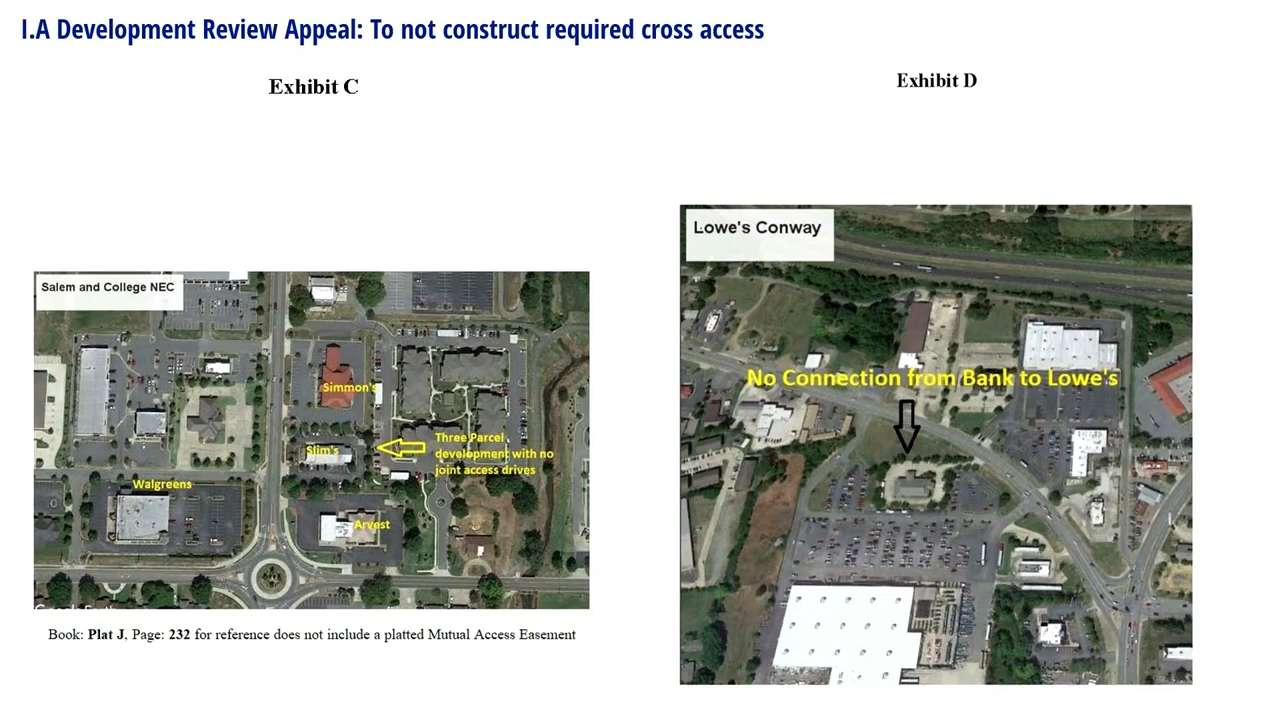 I.A Development Review Appeal: To not construct required cross access
Exhibit C
Exhibit D
Salem and College NEC
Simmon's
Slim's
Three Parcel
development with no
joint access drives
Walgreens
Arvest
Book: Plat J, Page: 232 for reference does not include a platted Mutual Access Easement
Lowe's Conway
No Connection from Bank to Lowe's